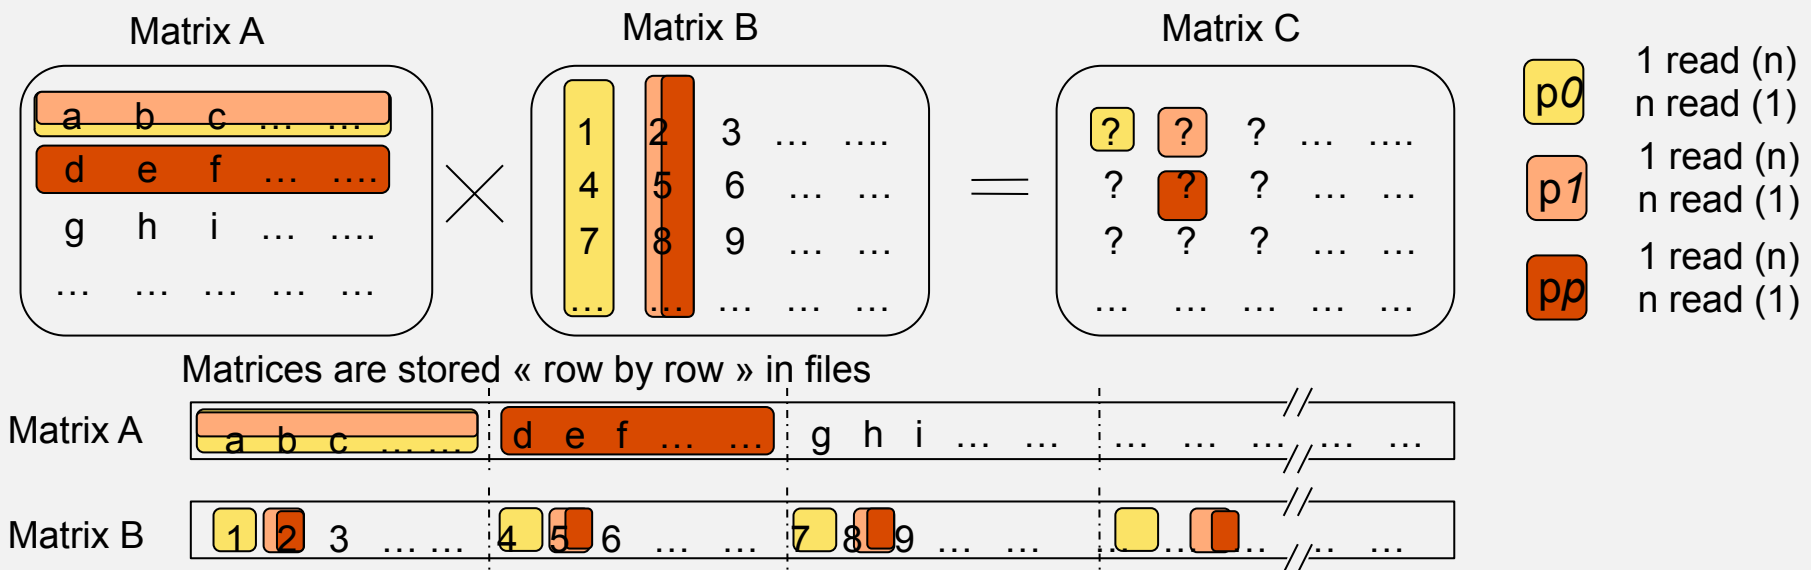 Matrix A Matrix B Matrix C
a b c ... ...
d e f ... ....
g h i ... ....
... ... ... ... ...
1 2 3 ... ....
4 5 6 ... ...
7 8 9 ... ...
... ... ... ... ...
? ? ? ... ....
? ? ? ... ...
? ? ? ... ...
... ... ... ... ...
p0 1 read (n)
n read (1)
p1 1 read (n)
n read (1)
pp 1 read (n)
n read (1)
Matrices are stored « row by row » in files
Matrix A a b c ... ... d e f ... ... g h i ... ... ... ... ... ... ...
Matrix B 1 2 3 ... ... 4 5 6 ... ... 7 8 9 ... ... ... ... ... ... ...